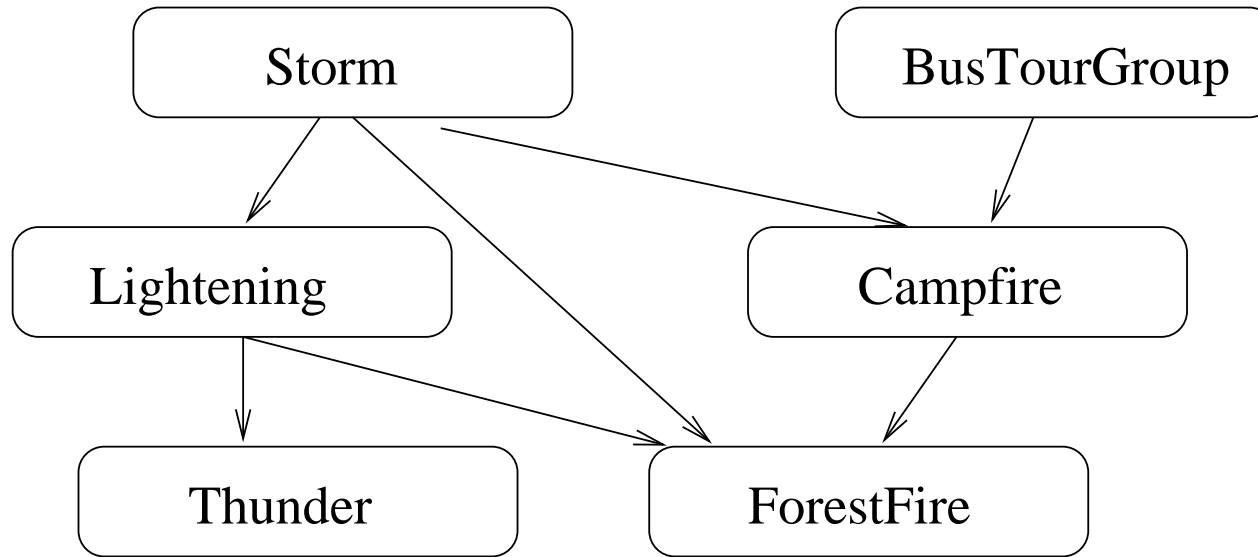 Storm
BusTourGroup
Lightening
Campfire
Thunder
ForestFire